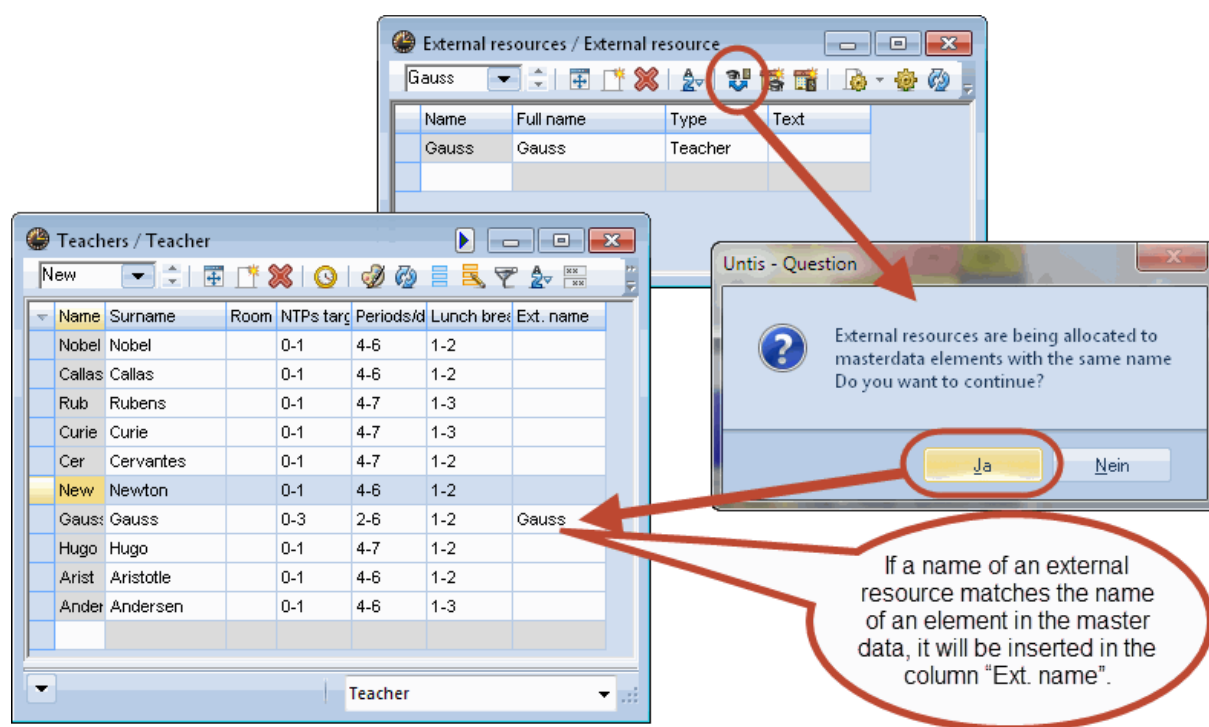 External resources / External resource
Gauss
Name Full name Type Text
Gauss Gauss Teacher
Teachers / Teacher
New
Name Surname Room NTPs targ Periods/d Lunch brea Ext. name
Nobel Nobel 0-1 4-6 1-2
Callas Callas 0-1 4-6 1-2
Rub Rubens 0-1 4-7 1-3
Curie Curie 0-1 4-7 1-3
Cer Cervantes 0-1 4-7 1-2
New Newton 0-1 4-6 1-2
Gauss Gauss 0-3 2-6 1-2 Gauss
Hugo Hugo 0-1 4-7 1-2
Arist Aristotle 0-1 4-6 1-2
Ander Andersen 0-1 4-6 1-3
Teacher
Untis - Question
External resources are being allocated to
masterdata elements with the same name
Do you want to continue?
Ja Nein
If a name of an external
resource matches the name
of an element in the master
data, it will be inserted in the
column “Ext. name”.